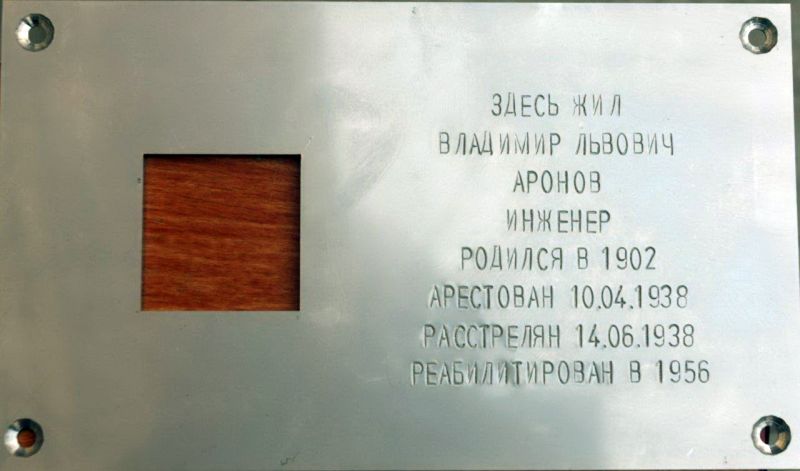 ЗДЕСЬ ЖИЛ
ВЛАДИМИР ЛЬВОВИЧ
АРОНОВ
ИНЖЕНЕР
РОДИЛСЯ В 1902
АРЕСТОВАН 10.04.1938
РАССТРЕЛЯН 14.06.1938
РЕАБИЛИТИРОВАН В 1956